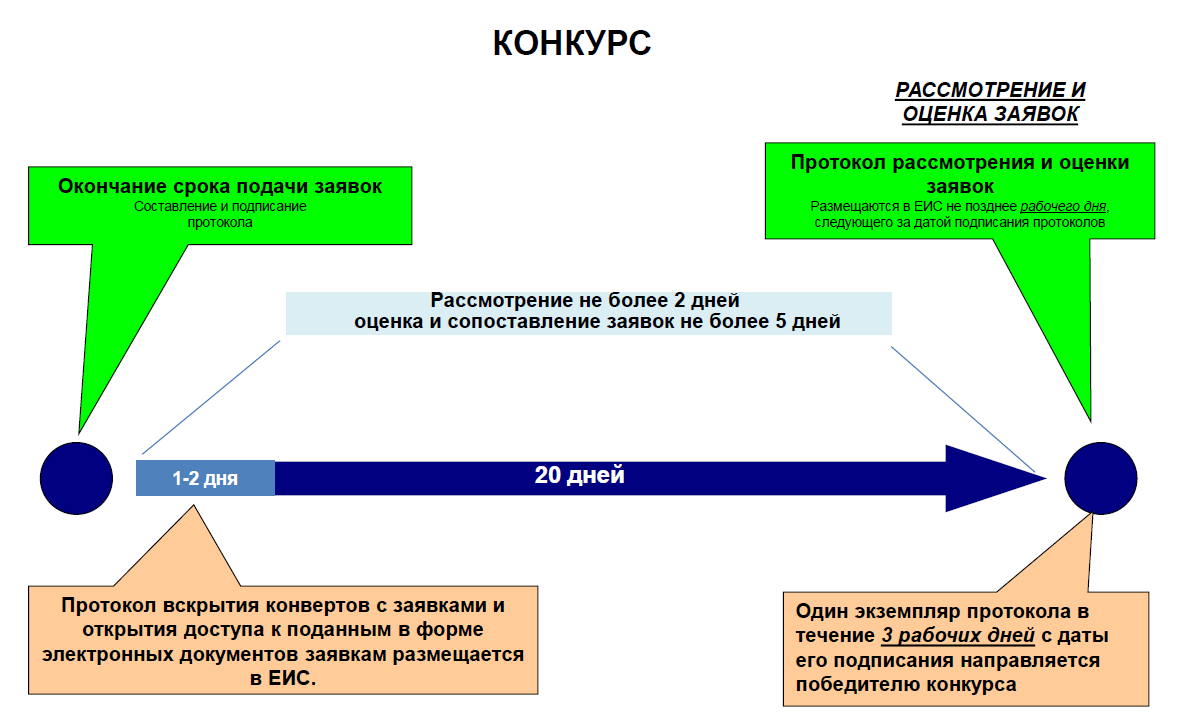 КОНКУРС
РАССМОТРЕНИЕ И
ОЦЕНКА ЗАЯВОК
Окончание срока подачи заявок
Составление и подписание
протокола
Протокол рассмотрения и оценки
заявок
Размещаются в ЕИС не позднее рабочего дня,
следующего за датой подписания протоколов
Рассмотрение не более 2 дней
оценка и сопоставление заявок не более 5 дней
1-2 дня
20 дней
Протокол вскрытия конвертов с заявками и
открытия доступа к поданным в форме
электронных документов заявкам размещается
в ЕИС.
Один экземпляр протокола в
течение 3 рабочих дней с даты
его подписания направляется
победителю конкурса